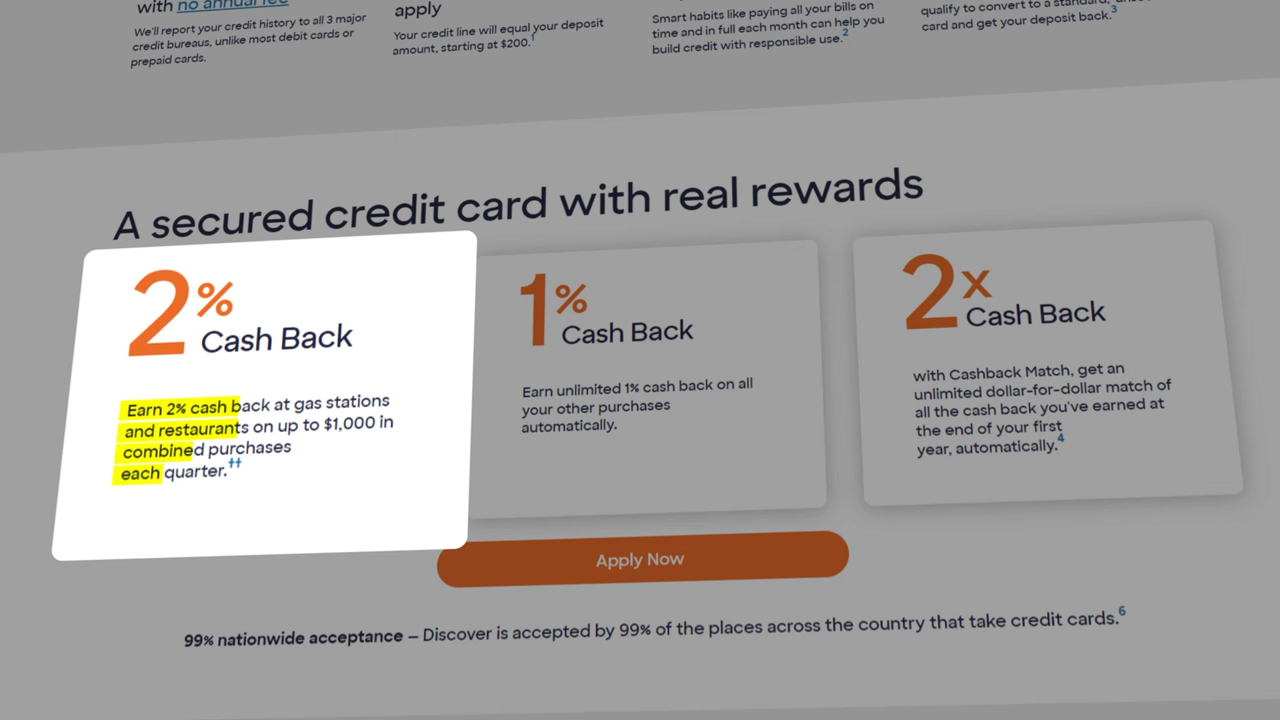 with no annual fee
We'll report your credit history to all 3 major
credit bureaus, unlike most debit cards or
prepaid cards.
apply
Your credit line will equal your deposit
amount, starting at $200.1
Smart habits like paying all your bills on
time and in full each month can help you
build credit with responsible use.2
qualify to convert to a standard,
card and get your deposit back.3
A secured credit card with real rewards
2%
Cash Back
Earn 2% cash back at gas stations
and restaurants on up to $1,000 in
combined purchases
each quarter.††
1%
Cash Back
Earn unlimited 1% cash back on all
your other purchases
automatically.
2x
Cash Back
with Cashback Match, get an
unlimited dollar-for-dollar match of
all the cash back you've earned at
the end of your first
year, automatically.4
Apply Now
99% nationwide acceptance – Discover is accepted by 99% of the places across the country that take credit cards.6